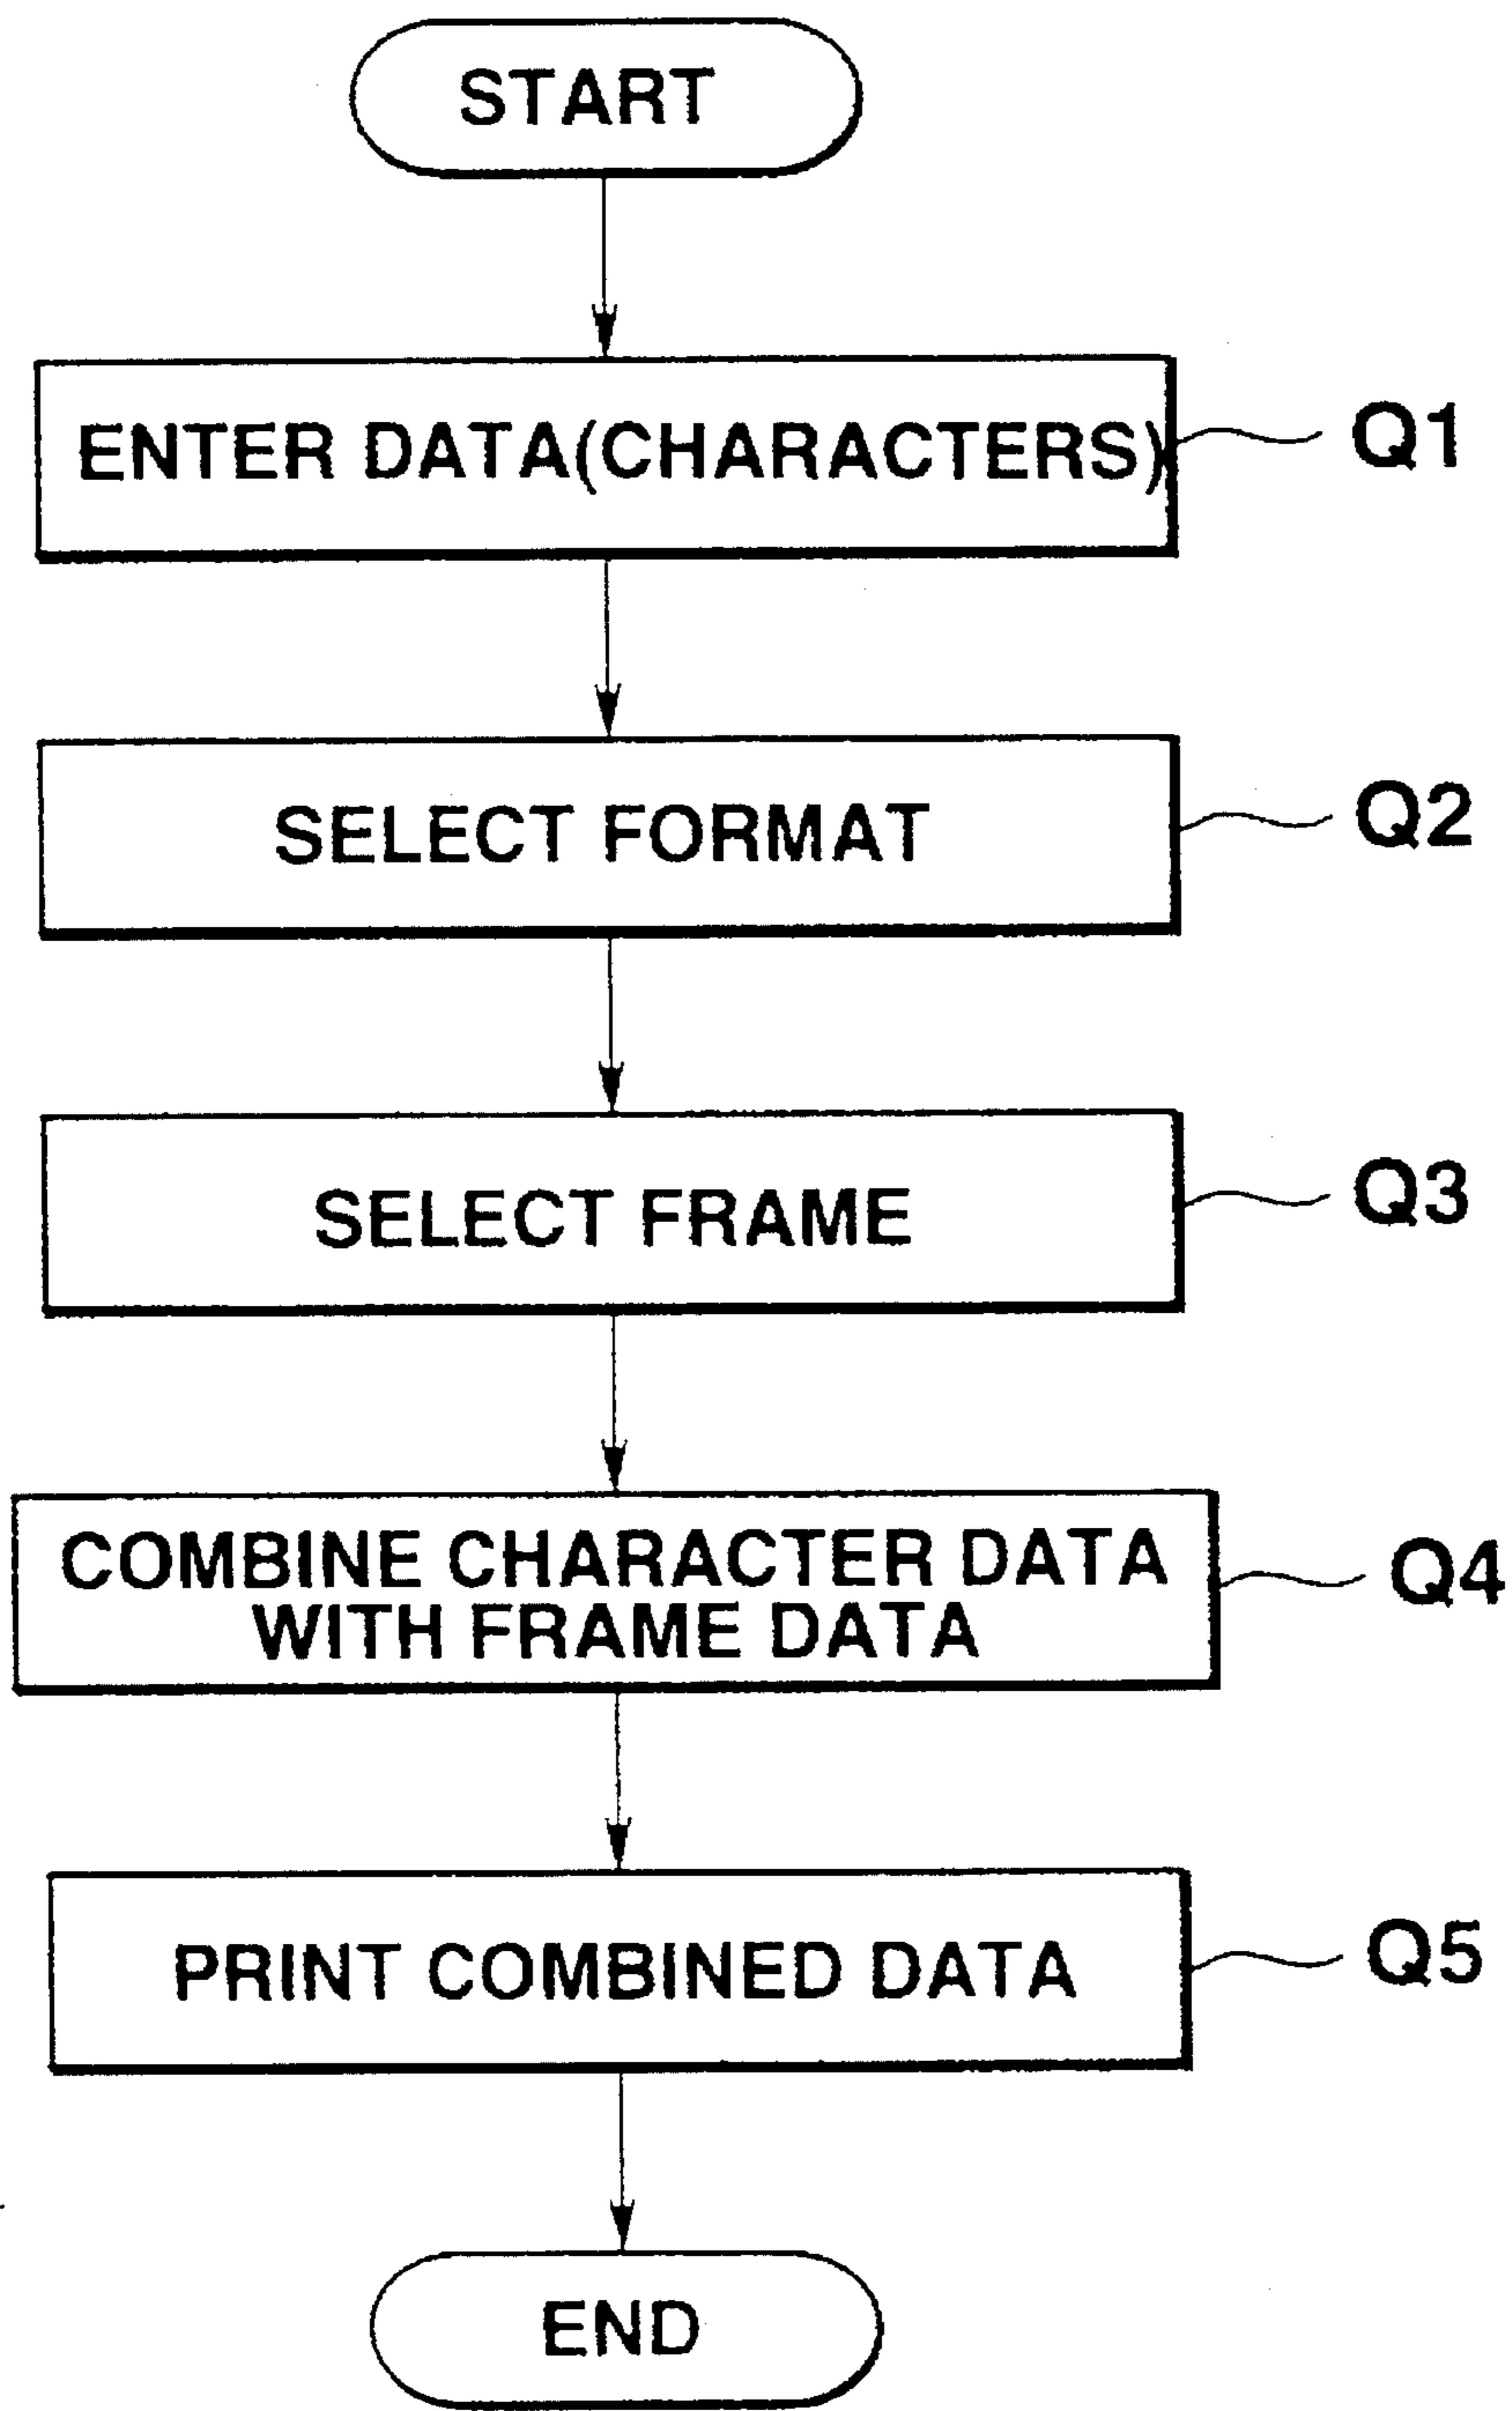 START
ENTER DATA(CHARACTERS)
Q1
SELECT FORMAT
Q2
SELECT FRAME
Q3
COMBINE CHARACTER DATA
WITH FRAME DATA
Q4
PRINT COMBINED DATA
Q5
END